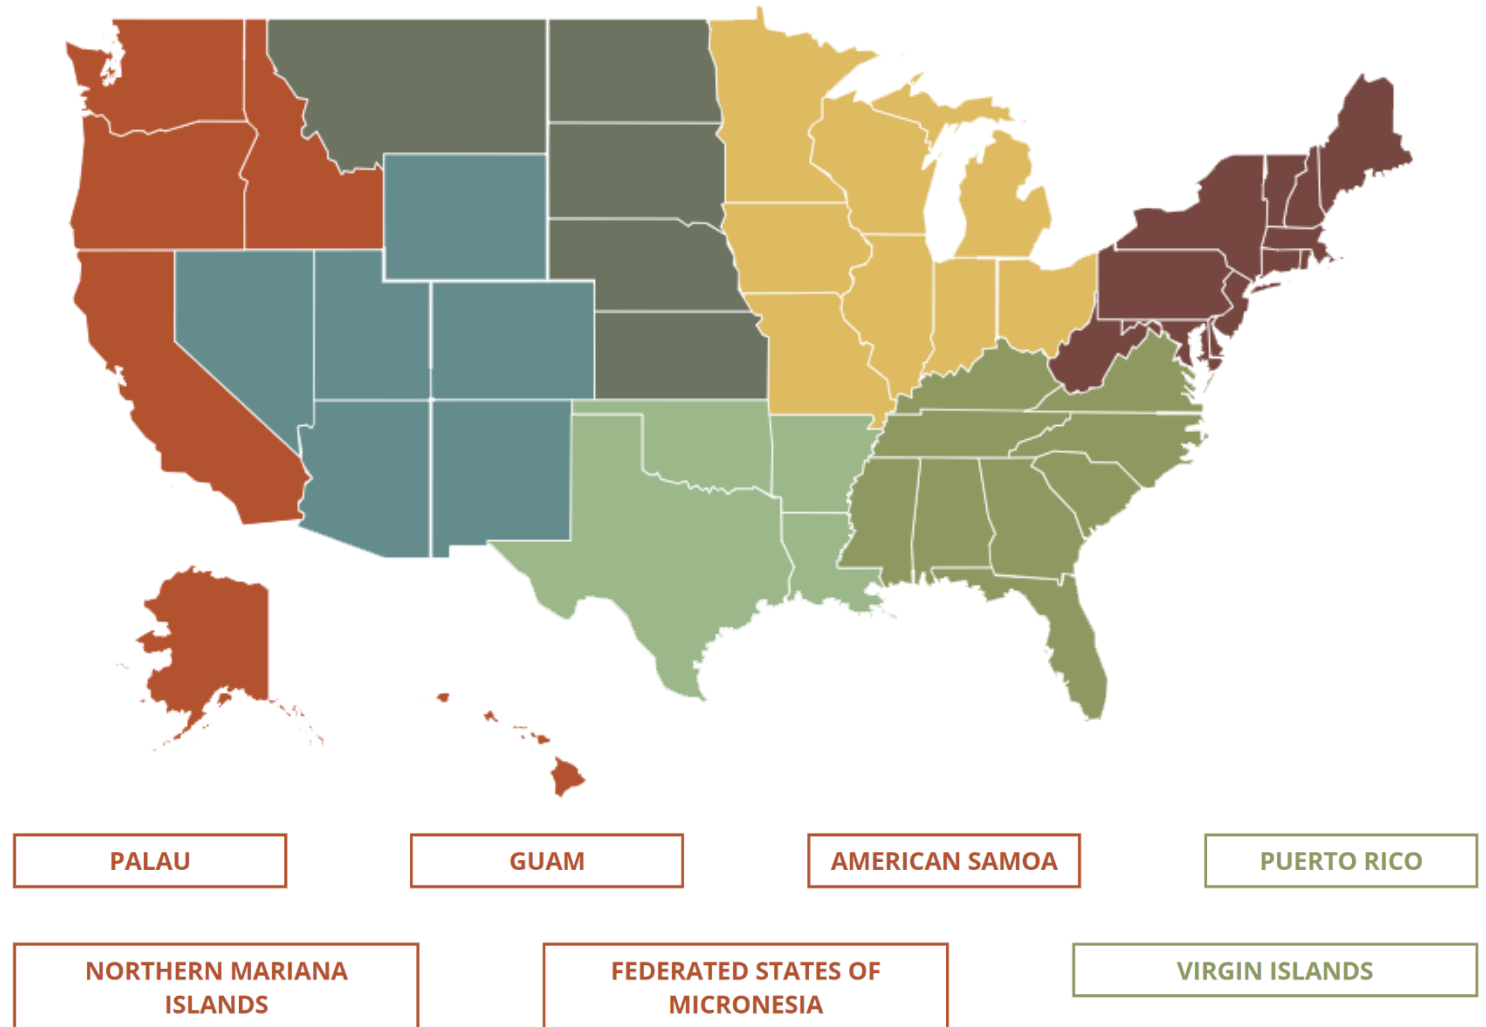 PALAU
GUAM
AMERICAN SAMOA
PUERTO RICO
NORTHERN MARIANA
ISLANDS
FEDERATED STATES OF
MICRONESIA
VIRGIN ISLANDS